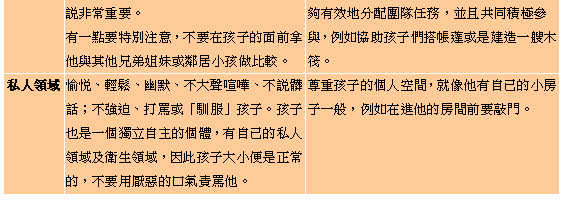 說非常重要。
有一點要特別注意，不要在孩子的面前拿
他與其他兄弟姐妹或鄰居小孩做比較。
夠有效地分配團隊任務，並且共同積極參
與，例如協助孩子們搭帳篷或是建造一艘木
筏。
私人領域
愉悅、輕鬆、幽默、不大聲喧嘩、不說髒
話；不強迫、打罵或「馴服」孩子。孩子
也是一個獨立自主的個體，有自己的私人
領域及衛生領域，因此孩子大小便是正常
的，不要用厭惡的口氣責罵他。
尊重孩子的個人空間，就像他有自己的小房
子一般，例如在進他的房間前要敲門。